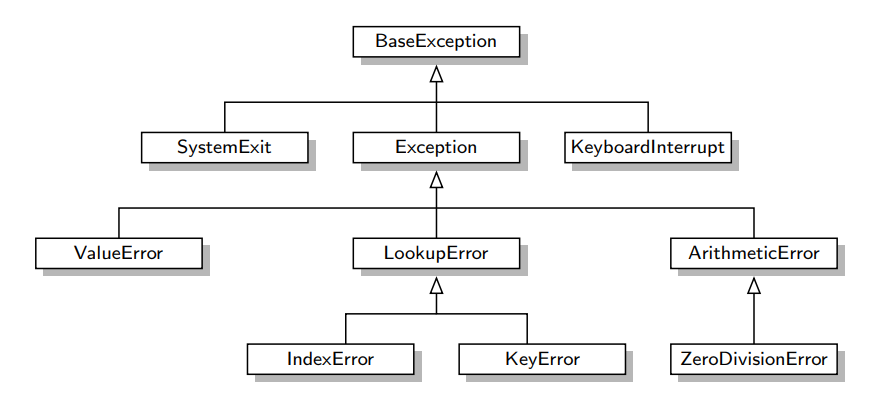 BaseException
SystemExit
Exception
KeyboardInterrupt
ValueError
LookupError
ArithmeticError
IndexError
KeyError
ZeroDivisionError